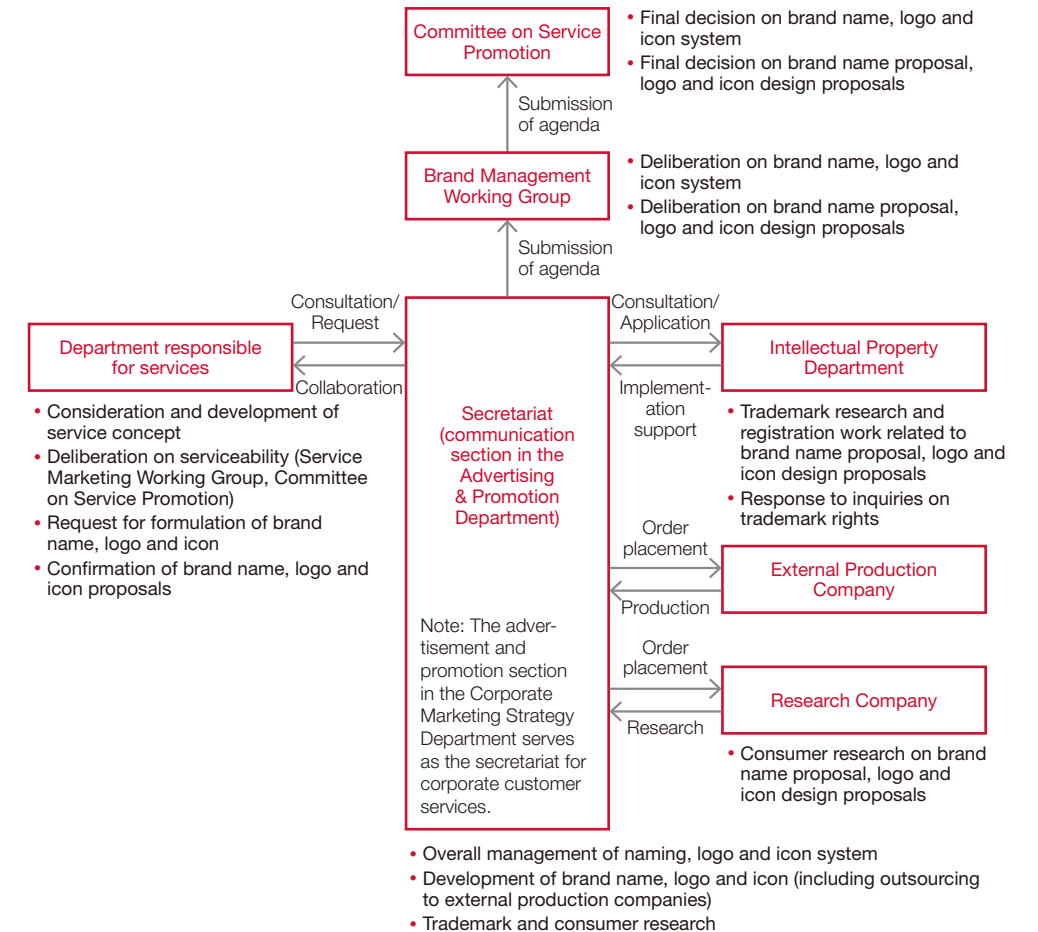 Committee on Service
Promotion
• Final decision on brand name, logo and
icon system
• Final decision on brand name proposal,
logo and icon design proposals
Submission
of agenda
Brand Management
Working Group
• Deliberation on brand name, logo and
icon system
• Deliberation on brand name proposal,
logo and icon design proposals
Submission
of agenda
Consultation/
Request
Department responsible
for services
Collaboration
• Consideration and development of
service concept
• Deliberation on serviceability (Service
Marketing Working Group, Committee
on Service Promotion)
• Request for formulation of brand
name, logo and icon
• Confirmation of brand name, logo and
icon proposals
Secretariat
(communication
section in the
Advertising
& Promotion
Department)
Note: The adver-
tisement and
promotion section
in the Corporate
Marketing Strategy
Department serves
as the secretariat for
corporate customer
services.
Consultation/
Application
Intellectual Property
Department
Implement-
ation
support
• Trademark research and
registration work related to
brand name proposal, logo and
icon design proposals
• Response to inquiries on
trademark rights
Order
placement
External Production
Company
Production
Order
placement
Research Company
Research
• Consumer research on brand
name proposal, logo and
icon design proposals
• Overall management of naming, logo and icon system
• Development of brand name, logo and icon (including outsourcing
to external production companies)
• Trademark and consumer research